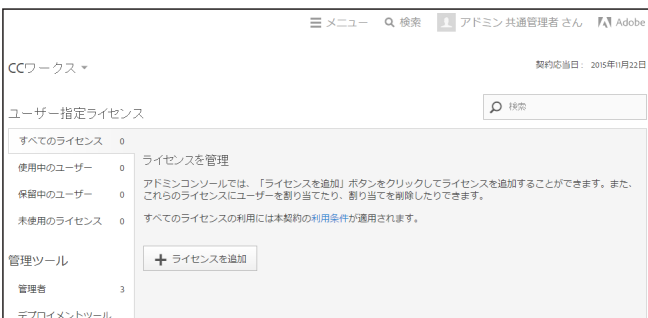 メニュー 検索 アドミン 共通管理者 さん Adobe
CCワークス
契約応当日： 2015年11月22日
ユーザー指定ライセンス
検索
すべてのライセンス 0
使用中のユーザー 0
保留中のユーザー 0
未使用のライセンス 0
管理ツール
管理者 3
デプロイメントツール
ライセンスを管理
アドミンコンソールでは、「ライセンスを追加」ボタンをクリックしてライセンスを追加することができます。また、
これらのライセンスにユーザーを割り当てたり、割り当てを削除したりできます。
すべてのライセンスの利用には本契約の利用条件が適用されます。
ライセンスを追加